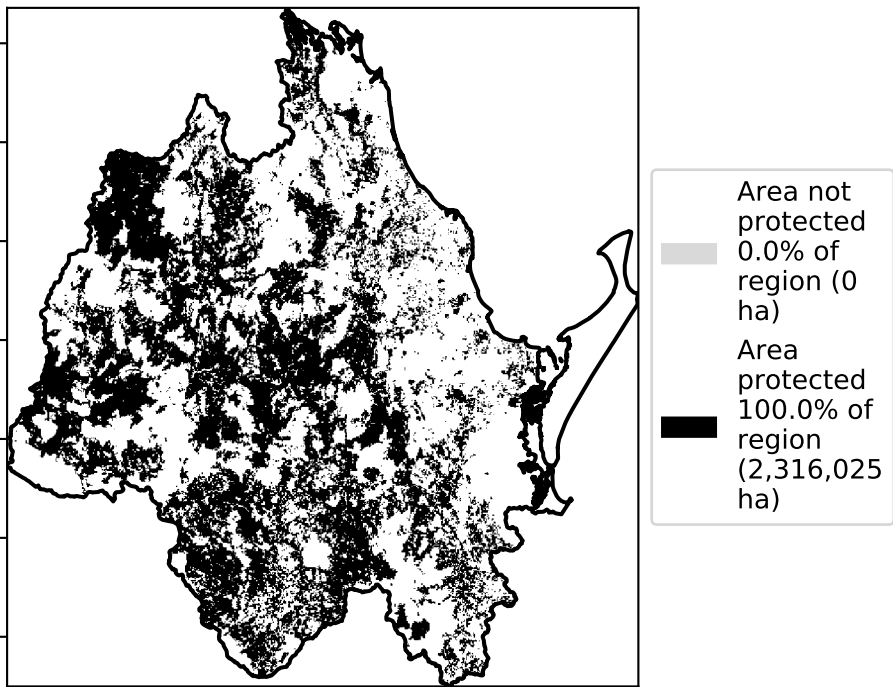 Area not
protected
0.0% of
region (0
ha)
Area
protected
100.0% of
region
(2,316,025
ha)